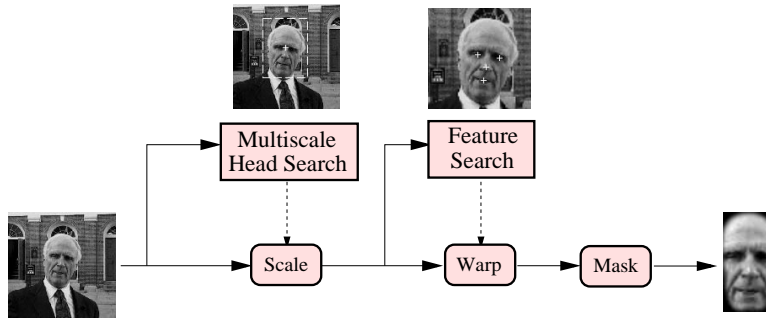 Multiscale
Head Search
Feature
Search
Scale
Warp
Mask